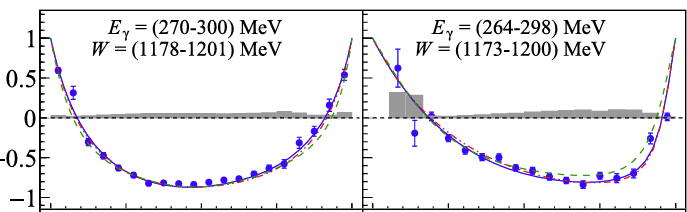 E_γ = (270-300) MeV
W = (1178-1201) MeV
E_γ = (264-298) MeV
W = (1173-1200) MeV
1
0.5
0
−0.5
−1